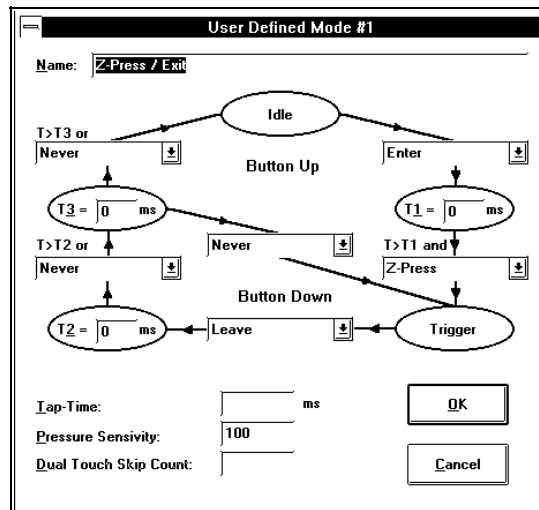 User Defined Mode #1
Name: Z-Press / Exit
Idle
T>T3 or
Never
Enter
Button Up
T3 = 0 ms
T1 = 0 ms
T>T2 or
Never
Never
T>T1 and
Z-Press
Button Down
T2 = 0 ms
Leave
Trigger
Tap-Time: ms
OK
Pressure Sensivity: 100
Dual Touch Skip Count:
Cancel